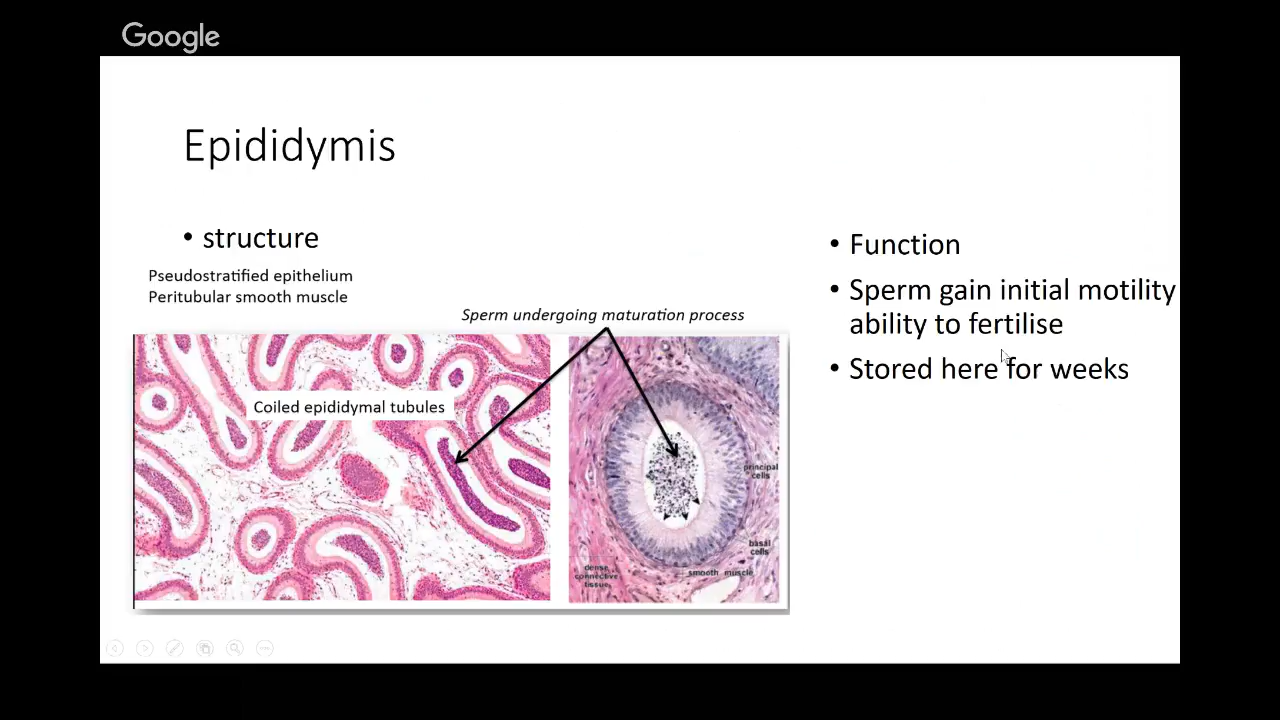 Google
Epididymis
• structure
Pseudostratified epithelium
Peritubular smooth muscle
Sperm undergoing maturation process
Coiled epididymal tubules
principal
cells
basal
cells
smooth muscle
dense
connective
tissue
• Function
• Sperm gain initial motility
ability to fertilise
• Stored here for weeks